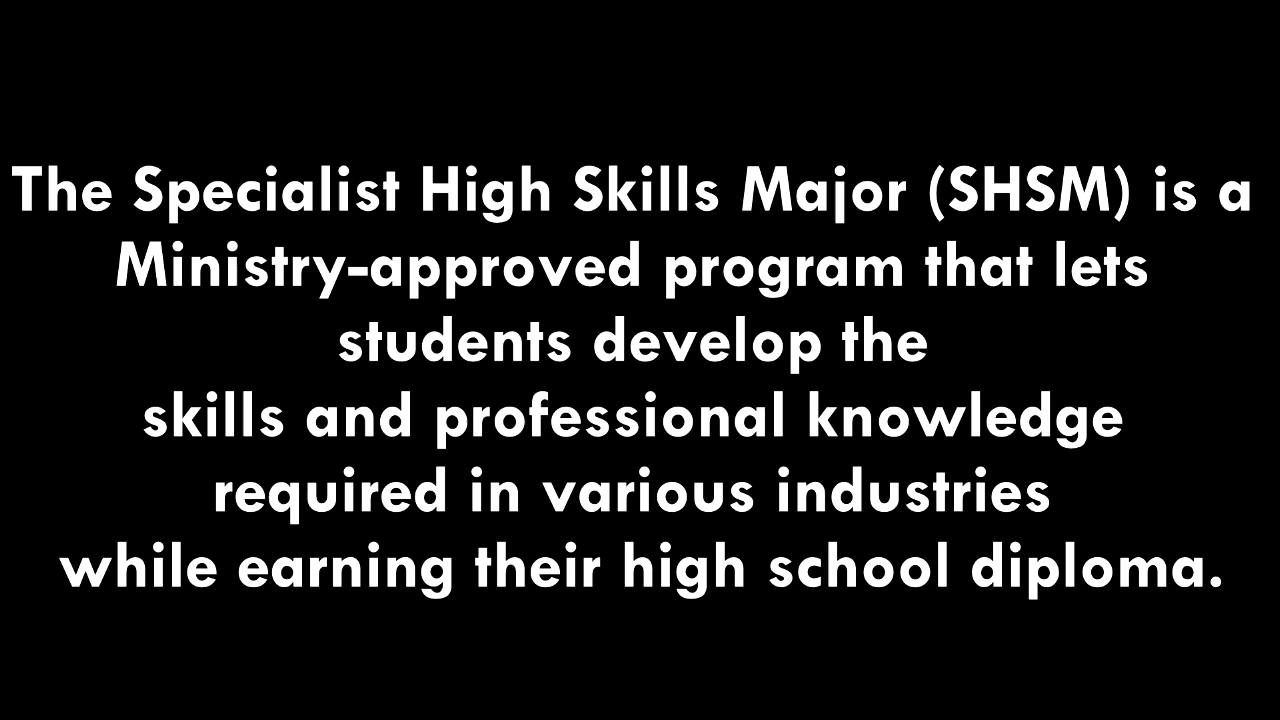 The Specialist High Skills Major (SHSM) is a
Ministry-approved program that lets
students develop the
skills and professional knowledge
required in various industries
while earning their high school diploma.